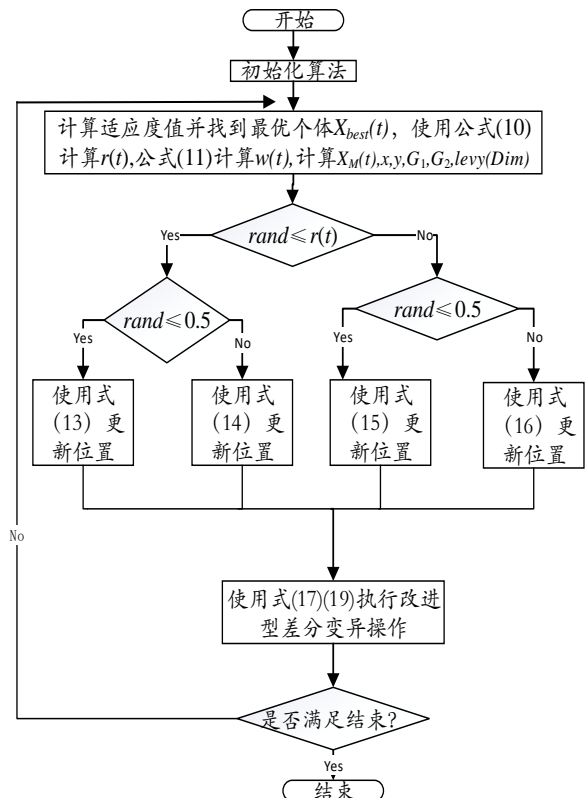 开始
初始化算法
计算适应度值并找到最优个体X_best(t)，使用公式(10)
计算r(t),公式(11)计算w(t),计算X_M(t),x,y,G_1,G_2,levy(Dim)
rand≤r(t)
Yes
No
rand≤0.5
rand≤0.5
Yes
No
Yes
No
使用式
（13）更
新位置
使用式
（14）更
新位置
使用式
（15）更
新位置
使用式
（16）更
新位置
No
使用式(17)(19)执行改进
型差分变异操作
是否满足结束?
Yes
结束